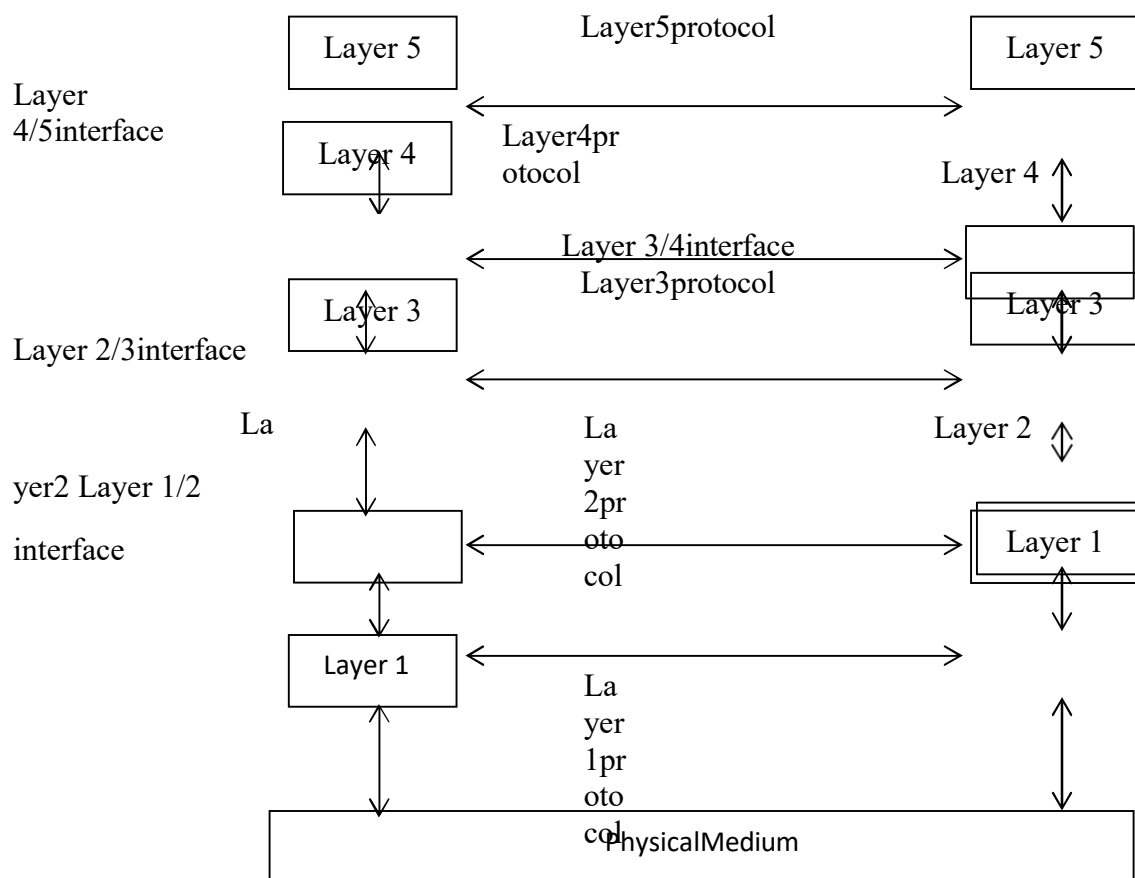 Layer 5
Layer5protocol
Layer 5
Layer
4/5interface
Layer 4
Layer4pr
otocol
Layer 4
Layer 3/4interface
Layer3protocol
Layer 3
Layer 3
Layer 2/3interface
La
yer2 Layer 1/2
interface
La
yer
2pr
oto
col
Layer 2
Layer 1
Layer 1
La
yer
1pr
oto
col
PhysicalMedium